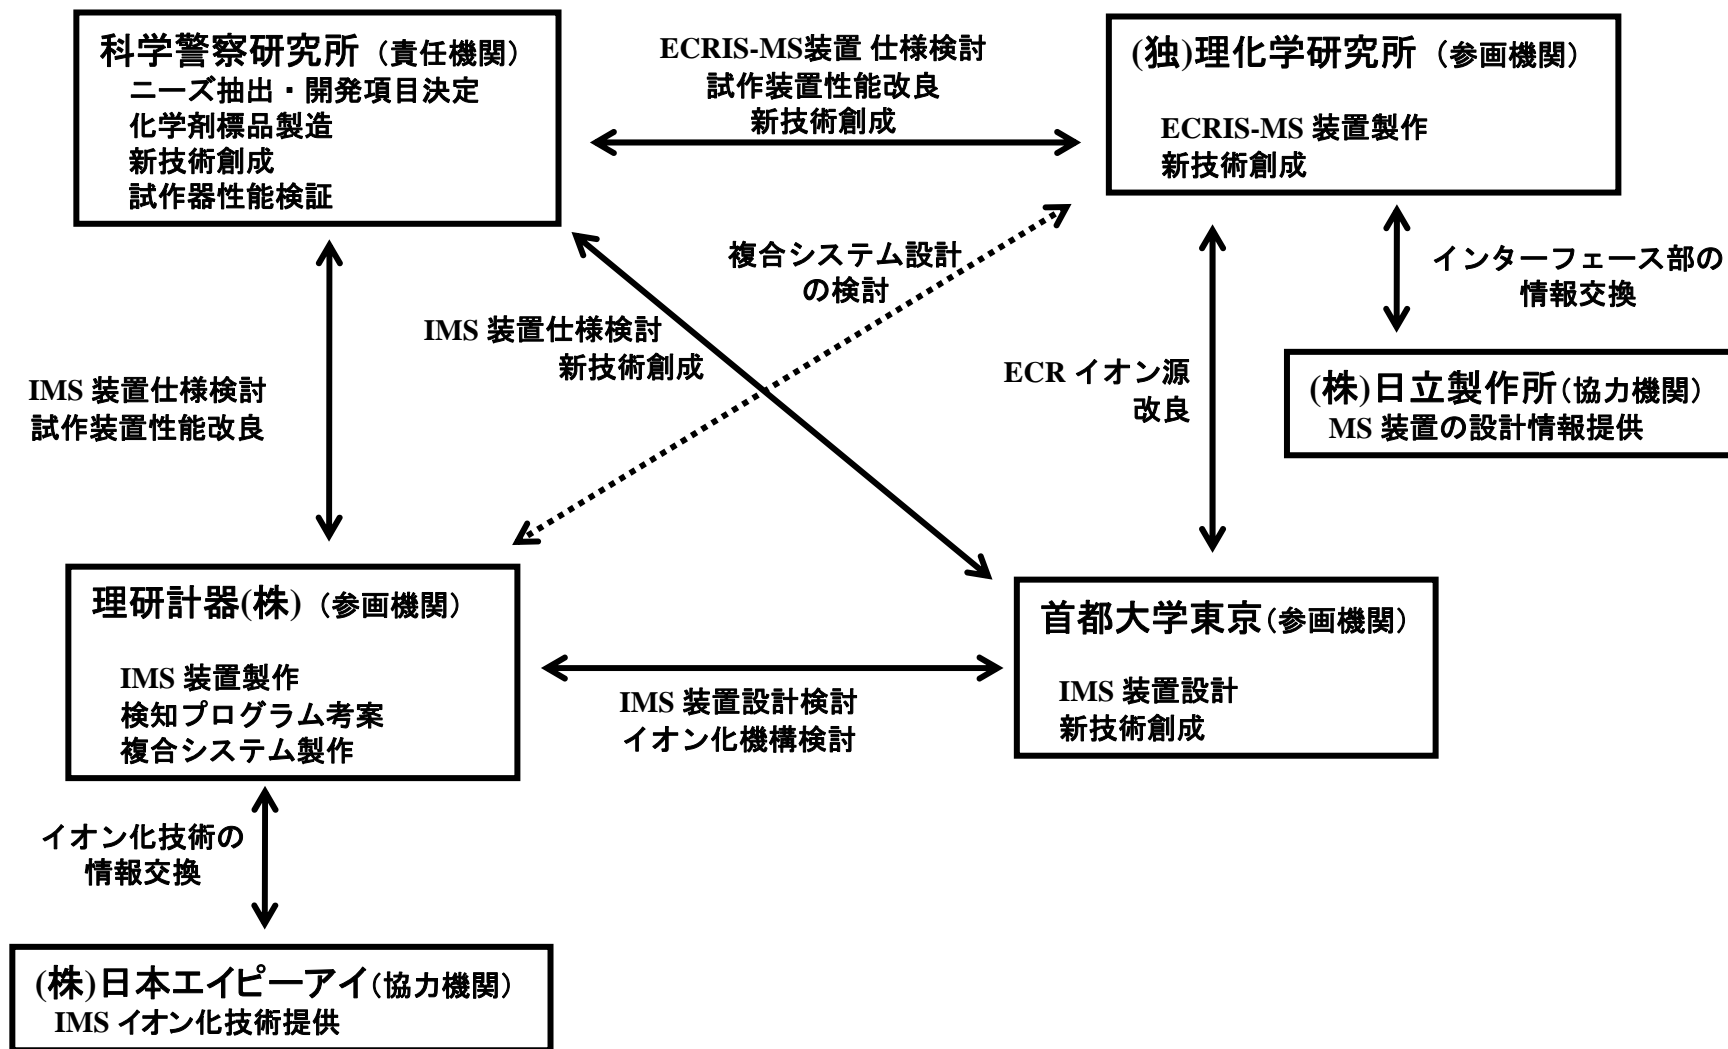 科学警察研究所（責任機関）
ニーズ抽出・開発項目決定
化学剤標品製造
新技術創成
試作器性能検証
ECRIS-MS装置 仕様検討
試作装置性能改良
新技術創成
(独)理化学研究所（参画機関）
ECRIS-MS 装置製作
新技術創成
複合システム設計
の検討
インターフェース部の
情報交換
IMS 装置仕様検討
新技術創成
IMS 装置仕様検討
試作装置性能改良
ECR イオン源
改良
(株)日立製作所（協力機関）
MS 装置の設計情報提供
理研計器(株)（参画機関）
IMS 装置製作
検知プログラム考案
複合システム製作
IMS 装置設計検討
イオン化機構検討
首都大学東京（参画機関）
IMS 装置設計
新技術創成
イオン化技術の
情報交換
(株)日本エイピーアイ（協力機関）
IMS イオン化技術提供